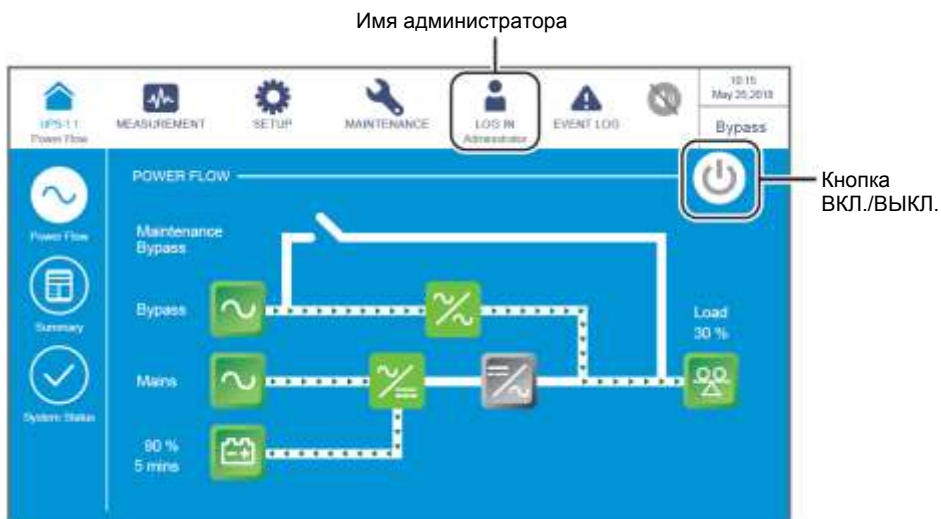 Имя администратора
10:15
May 25,2018
UPS-1.1
Power Flow
MEASUREMENT
SETUP
MAINTENANCE
LOG IN
Administrator
EVENT LOG
Bypass
POWER FLOW
Кнопка
ВКЛ./ВЫКЛ.
Power Flow
Maintenance
Bypass
Summary
Bypass
Load
30 %
System Status
Mains
90 %
5 mins